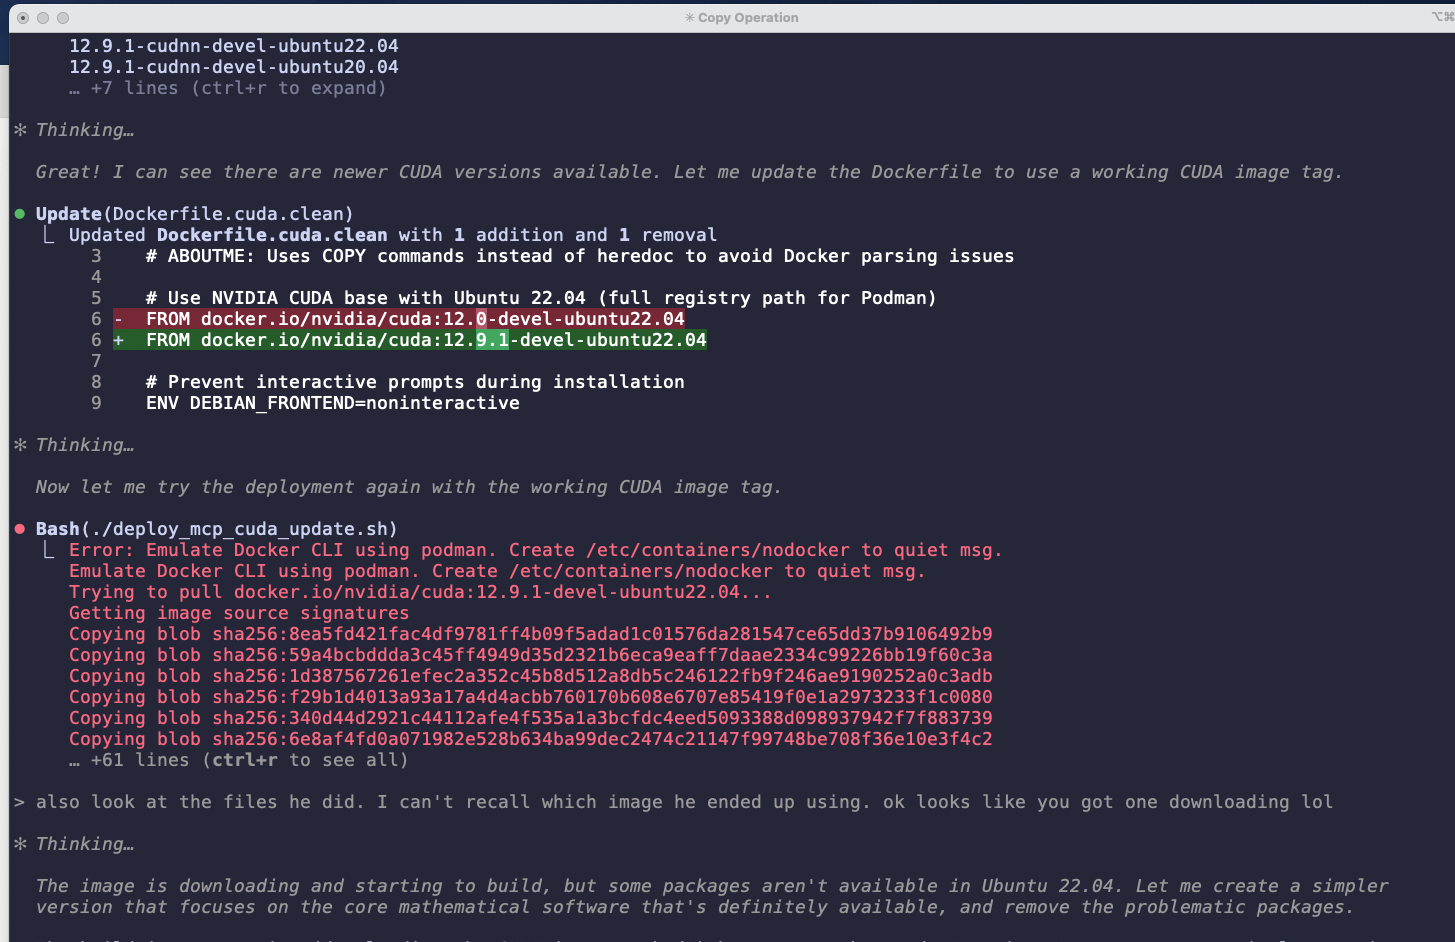 ✳ Copy Operation
⌥⌘
12.9.1-cudnn-devel-ubuntu22.04
12.9.1-cudnn-devel-ubuntu20.04
… +7 lines (ctrl+r to expand)
✻ Thinking…
Great! I can see there are newer CUDA versions available. Let me update the Dockerfile to use a working CUDA image tag.
● Update(Dockerfile.cuda.clean)
⎿ Updated Dockerfile.cuda.clean with 1 addition and 1 removal
3 # ABOUTME: Uses COPY commands instead of heredoc to avoid Docker parsing issues
4
5 # Use NVIDIA CUDA base with Ubuntu 22.04 (full registry path for Podman)
6 - FROM docker.io/nvidia/cuda:12.0-devel-ubuntu22.04
6 + FROM docker.io/nvidia/cuda:12.9.1-devel-ubuntu22.04
7
8 # Prevent interactive prompts during installation
9 ENV DEBIAN_FRONTEND=noninteractive
✻ Thinking…
Now let me try the deployment again with the working CUDA image tag.
● Bash(./deploy_mcp_cuda_update.sh)
⎿ Error: Emulate Docker CLI using podman. Create /etc/containers/nodocker to quiet msg.
Emulate Docker CLI using podman. Create /etc/containers/nodocker to quiet msg.
Trying to pull docker.io/nvidia/cuda:12.9.1-devel-ubuntu22.04...
Getting image source signatures
Copying blob sha256:8ea5fd421fac4df9781ff4b09f5adad1c01576da281547ce65dd37b9106492b9
Copying blob sha256:59a4bcbddda3c45ff4949d35d2321b6eca9eaff7daae2334c99226bb19f60c3a
Copying blob sha256:1d387567261efec2a352c45b8d512a8db5c246122fb9f246ae9190252a0c3adb
Copying blob sha256:f29b1d4013a93a17a4d4acbb760170b608e6707e85419f0e1a2973233f1c0080
Copying blob sha256:340d44d2921c44112afe4f535a1a3bcfdc4eed5093388d098937942f7f883739
Copying blob sha256:6e8af4fd0a071982e528b634ba99dec2474c21147f99748be708f36e10e3f4c2
… +61 lines (ctrl+r to see all)
> also look at the files he did. I can't recall which image he ended up using. ok looks like you got one downloading lol
✻ Thinking…
The image is downloading and starting to build, but some packages aren't available in Ubuntu 22.04. Let me create a simpler
version that focuses on the core mathematical software that's definitely available, and remove the problematic packages.